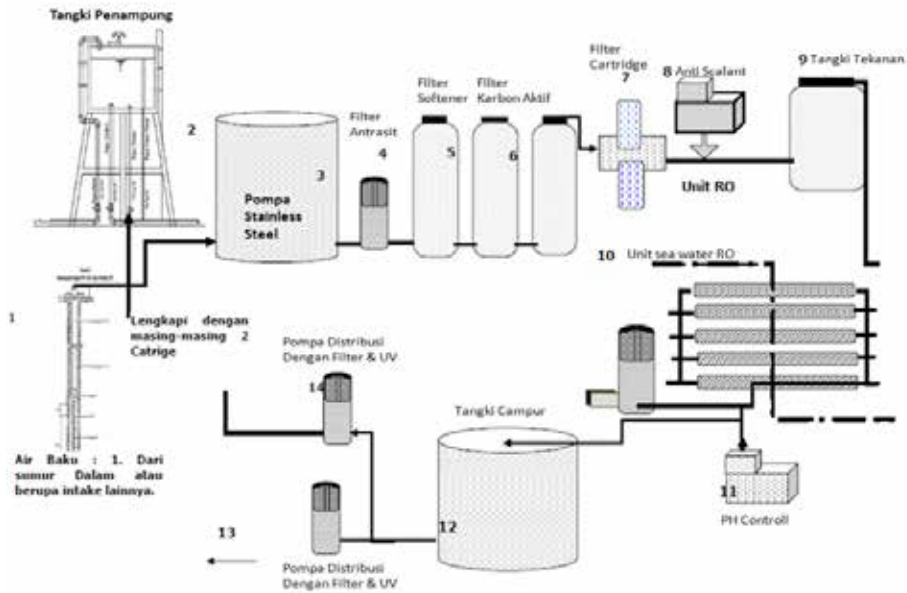 Tangki Penampung
2
3
Pompa
Stainless
Steel
Filter
Antrasit
4
Filter
Softener
5
Filter
Karbon Aktif
6
Filter
Cartridge
7
8 Anti Scalant
9 Tangki Tekanan
Unit RO
10 Unit sea water RO
1
Lengkapi dengan
masing-masing 2
Catrige
Air Baku : 1. Dari
sumur Dalam atau
berupa intake lainnya.
Pompa Distribusi
Dengan Filter & UV
14
Tangki Campur
12
11
PH Controll
13
Pompa Distribusi
Dengan Filter & UV